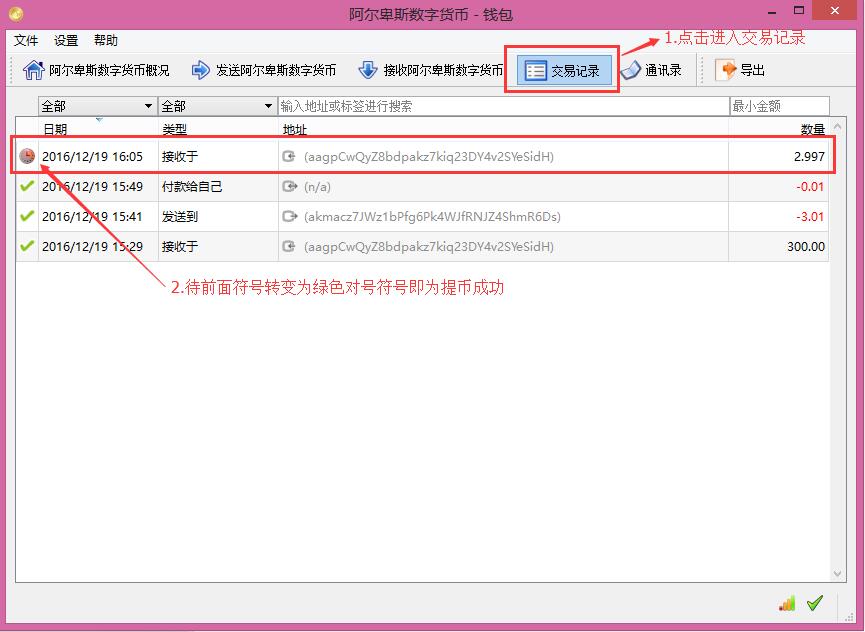 阿尔卑斯数字货币 - 钱包
文件 设置 帮助
1.点击进入交易记录
阿尔卑斯数字货币概况 发送阿尔卑斯数字货币 接收阿尔卑斯数字货币 交易记录 通讯录 导出
全部 全部 输入地址或标签进行搜索 最小金额
日期 类型 地址 数量
2016/12/19 16:05 接收于 (aagpCwQyZ8bdpakz7kiq23DY4v2SYeSidH) 2.997
2016/12/19 15:49 付款给自己 (n/a) -0.01
2016/12/19 15:41 发送到 (akmacz7JWz1bPfg6Pk4WJfRNJZ4ShmR6Ds) -3.01
2016/12/19 15:29 接收于 (aagpCwQyZ8bdpakz7kiq23DY4v2SYeSidH) 300.00
2.待前面符号转变为绿色对号符号即为提币成功